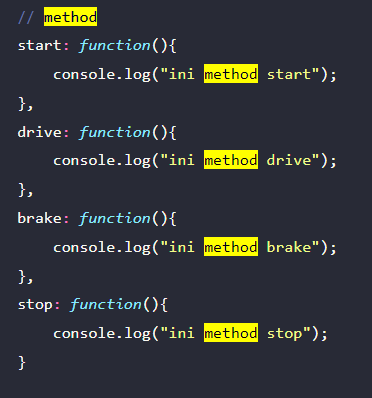 // method
start: function(){
    console.log("ini method start");
},
drive: function(){
    console.log("ini method drive");
},
brake: function(){
    console.log("ini method brake");
},
stop: function(){
    console.log("ini method stop");
}